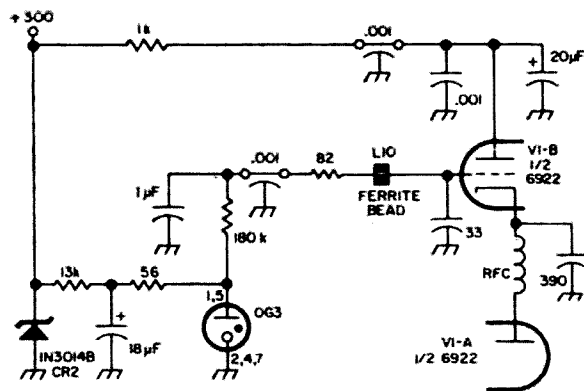 +300
1k
.001
20µF
+
.001
.001
82
L10
V1-B
1/2
6922
1µF
FERRITE
BEAD
180k
33
RFC
390
13k
56
1,5
OG3
+
18µF
2,4,7
V1-A
1/2 6922
1N3014B
CR2